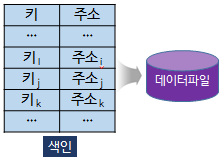 키 주소
... ...
키i 주소i
키j 주소j
키k 주소k
... ...
데이터파일
색인